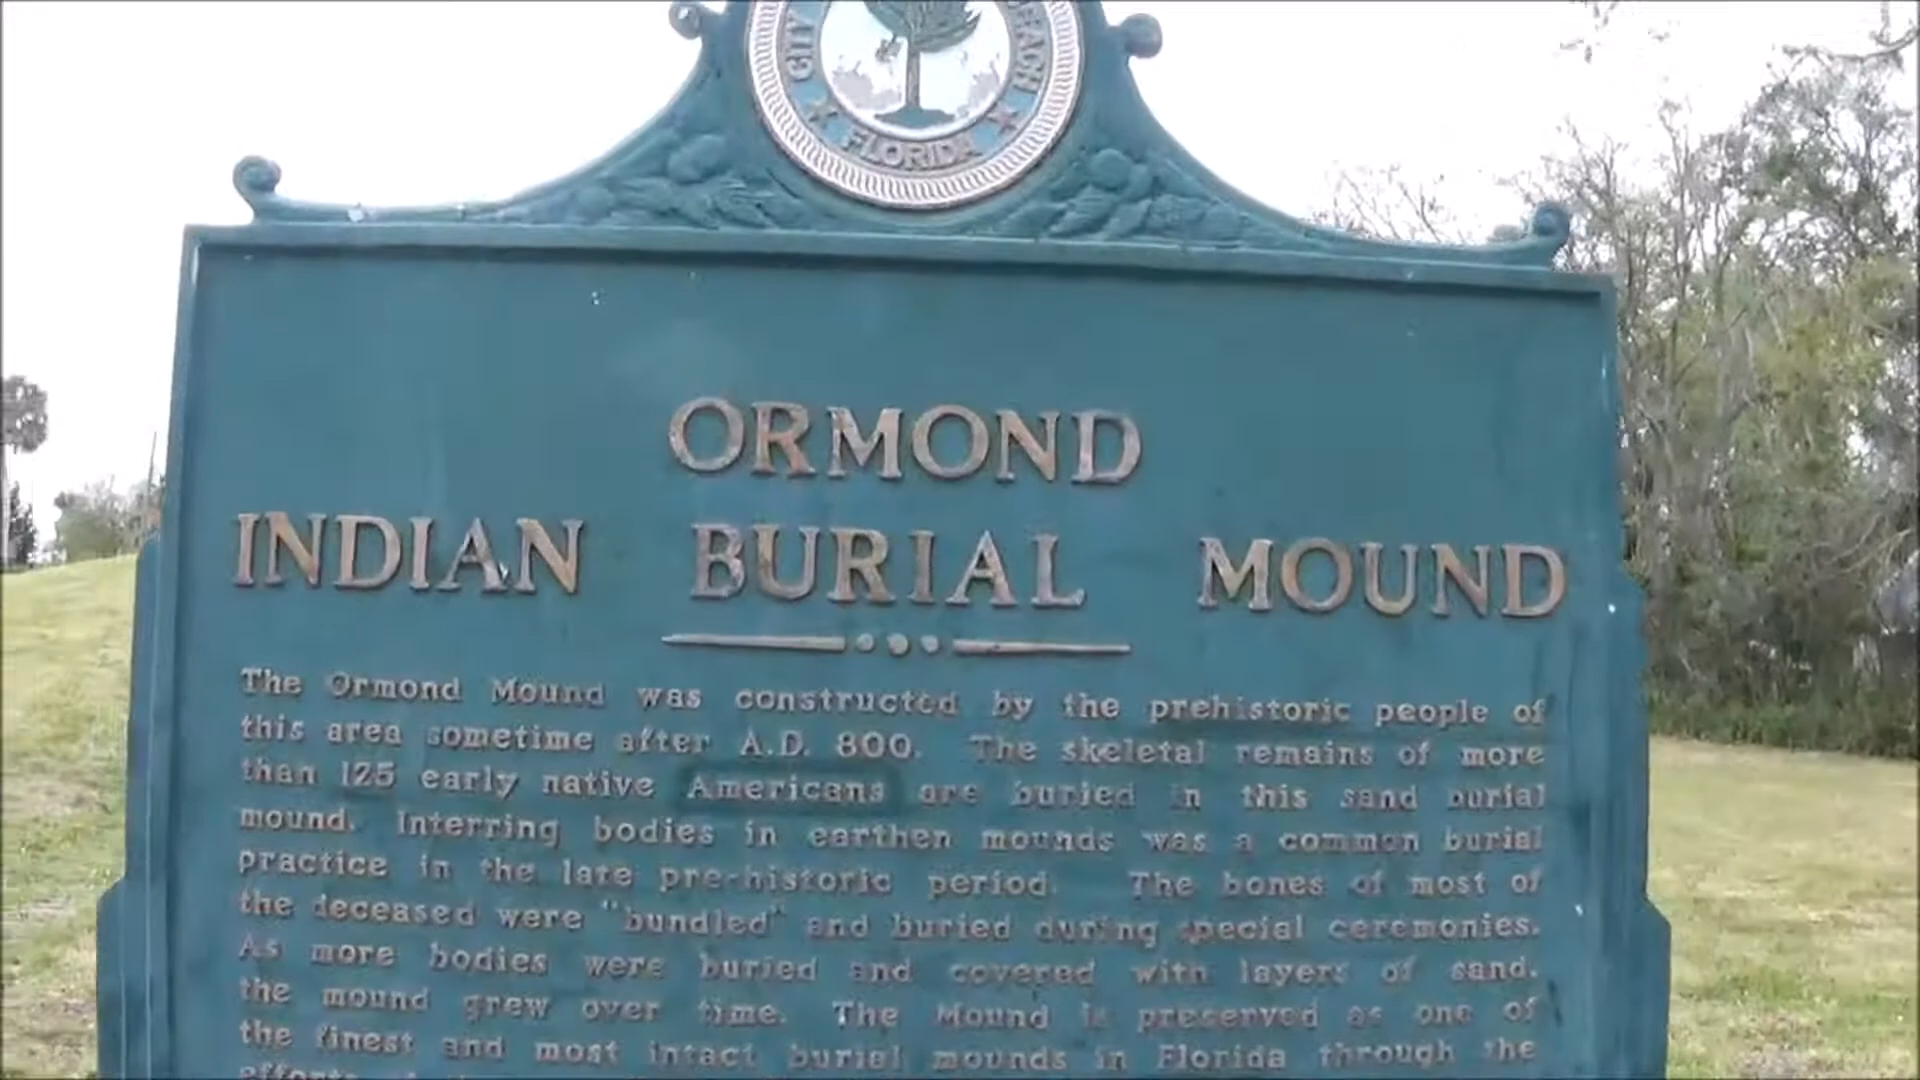 CITY BEACH
FLORIDA
ORMOND
INDIAN BURIAL MOUND
The Ormond Mound was constructed by the prehistoric people of
this area sometime after A.D. 800. The skeletal remains of more
than 125 early native Americans are buried in this sand burial
mound. Interring bodies in earthen mounds was a common burial
practice in the late pre-historic period. The bones of most of
the deceased were "bundled" and buried during special ceremonies.
As more bodies were buried and covered with layers of sand,
the mound grew over time. The Mound is preserved as one of
the finest and most intact burial mounds in Florida through the
efforts